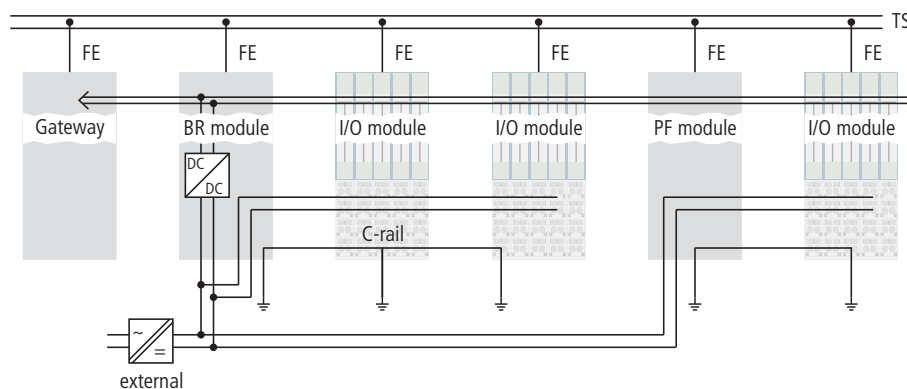 TS
FE FE FE FE FE FE
Gateway BR module I/O module I/O module PF module I/O module
DC
DC
C-rail
~
=
external